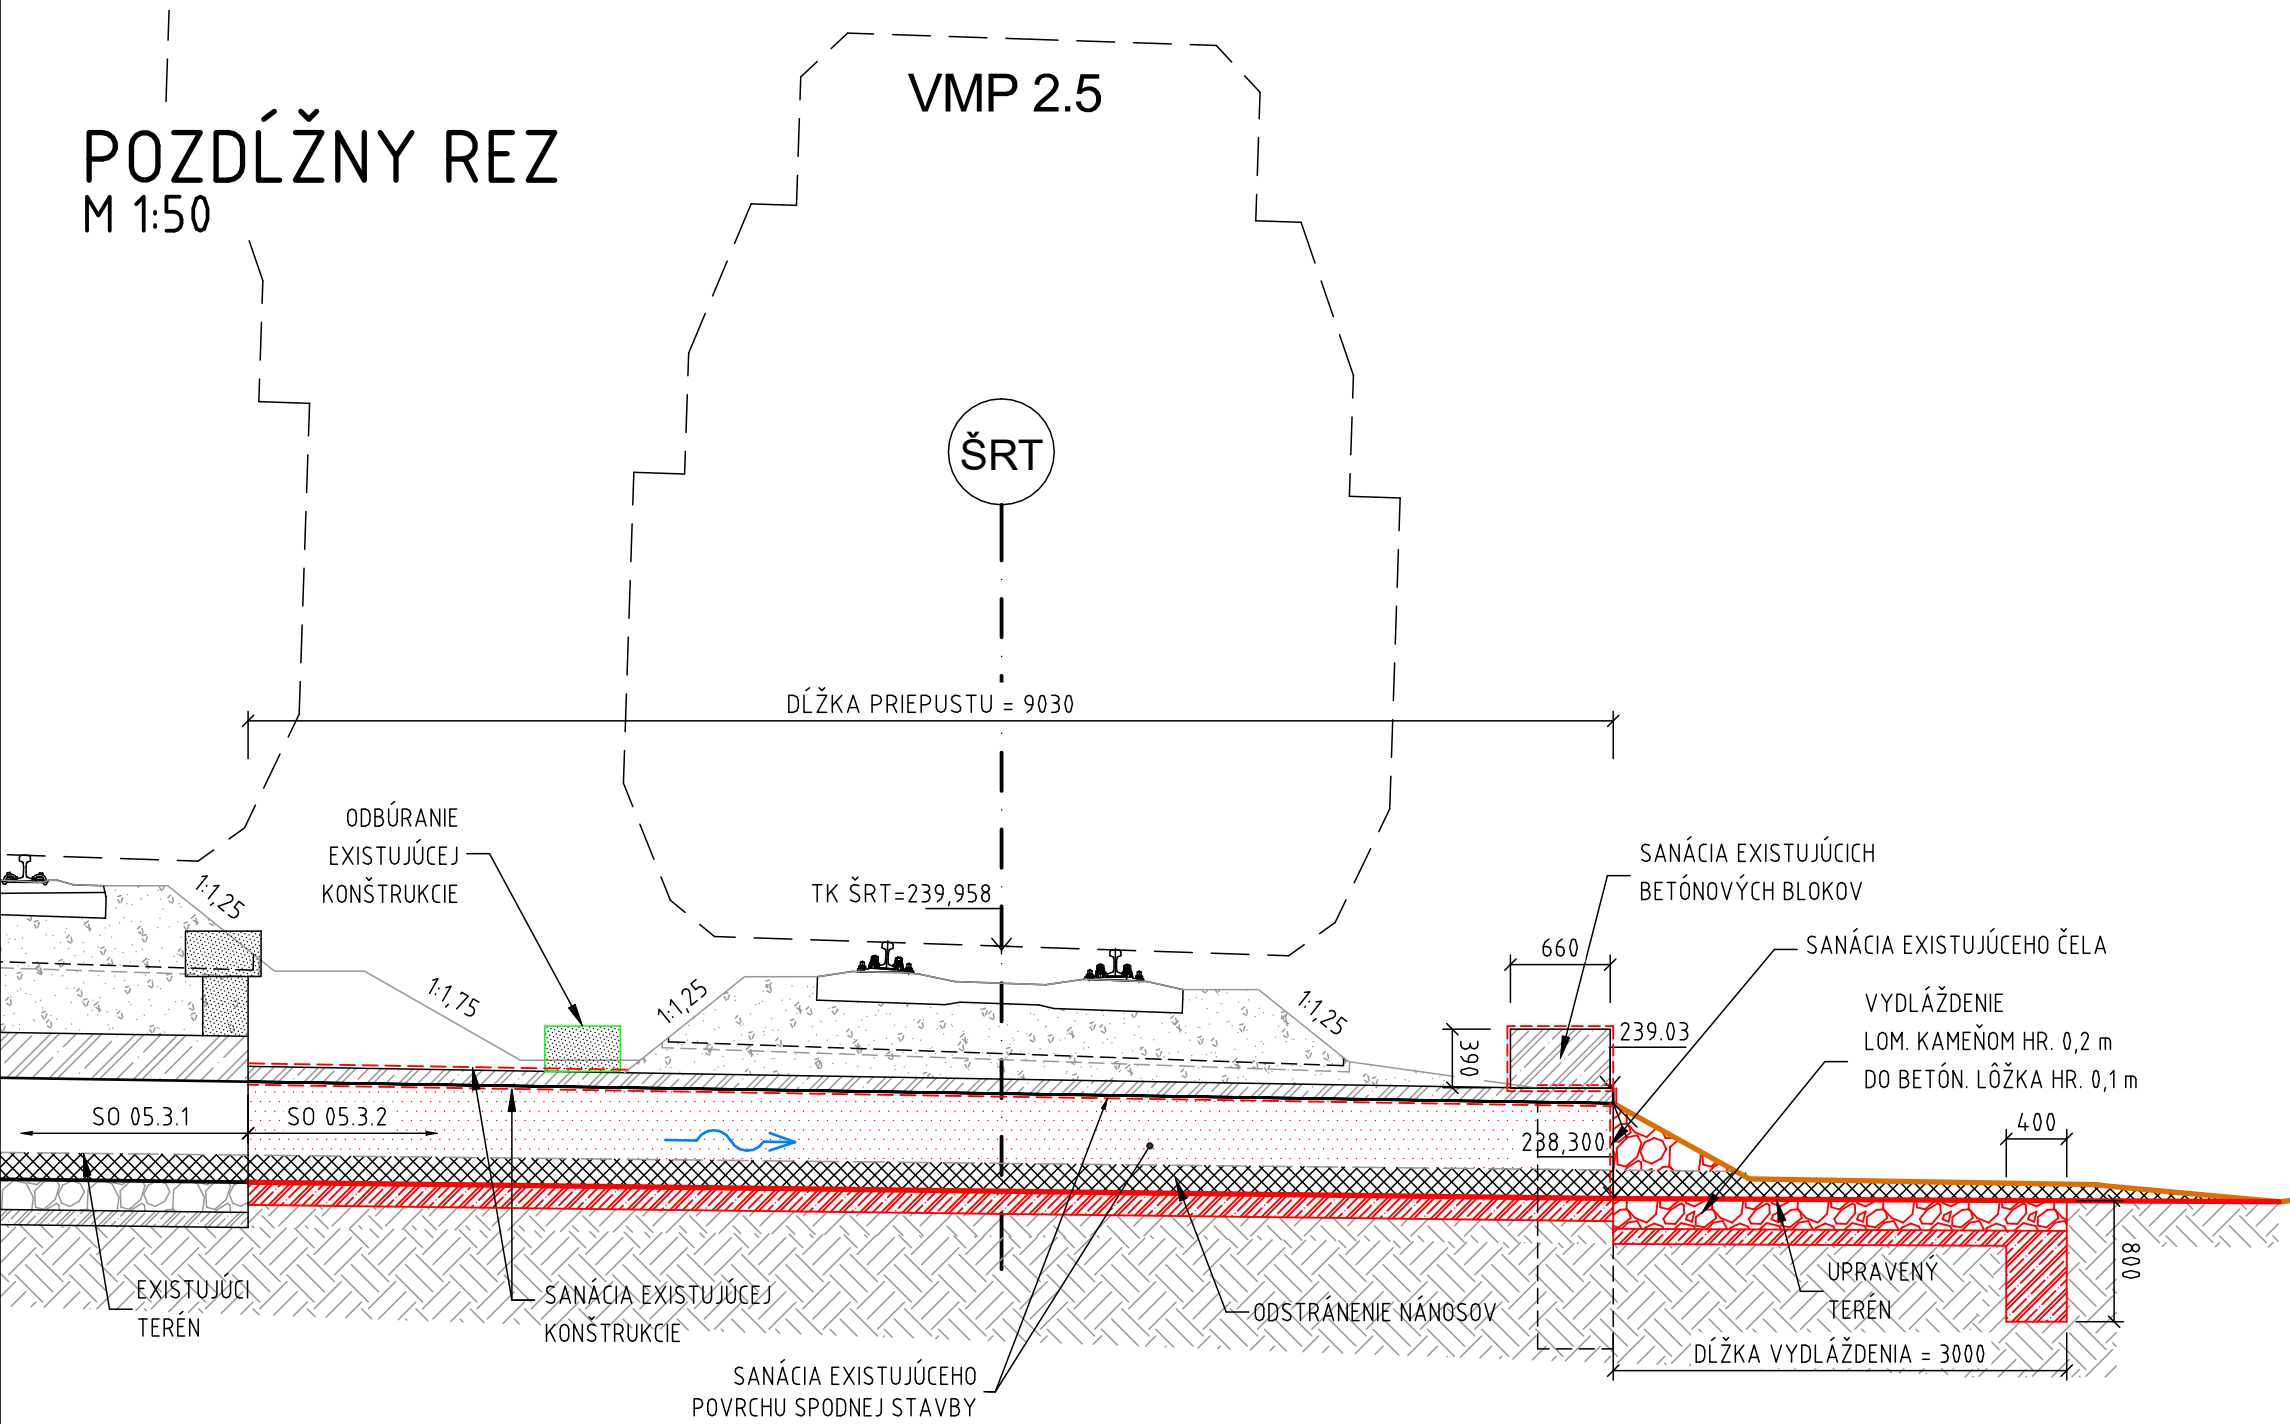 VMP 2.5
POZDĹŽNY REZ
M 1:50
ŠRT
DĹŽKA PRIEPUSTU = 9030
ODBÚRANIE
EXISTUJÚCEJ
KONŠTRUKCIE
TK ŠRT=239,958
SANÁCIA EXISTUJÚCICH
BETÓNOVÝCH BLOKOV
1:1,25
660
SANÁCIA EXISTUJÚCEHO ČELA
1:1,75
1:1,25
1:1,25
VYDLÁŽDENIE
LOM. KAMEŇOM HR. 0,2 m
DO BETÓN. LÔŽKA HR. 0,1 m
390
239.03
SO 05.3.1
SO 05.3.2
238,300
400
800
EXISTUJÚCI
TERÉN
SANÁCIA EXISTUJÚCEJ
KONŠTRUKCIE
ODSTRÁNENIE NÁNOSOV
UPRAVENÝ
TERÉN
DĹŽKA VYDLÁŽDENIA = 3000
SANÁCIA EXISTUJÚCEHO
POVRCHU SPODNEJ STAVBY